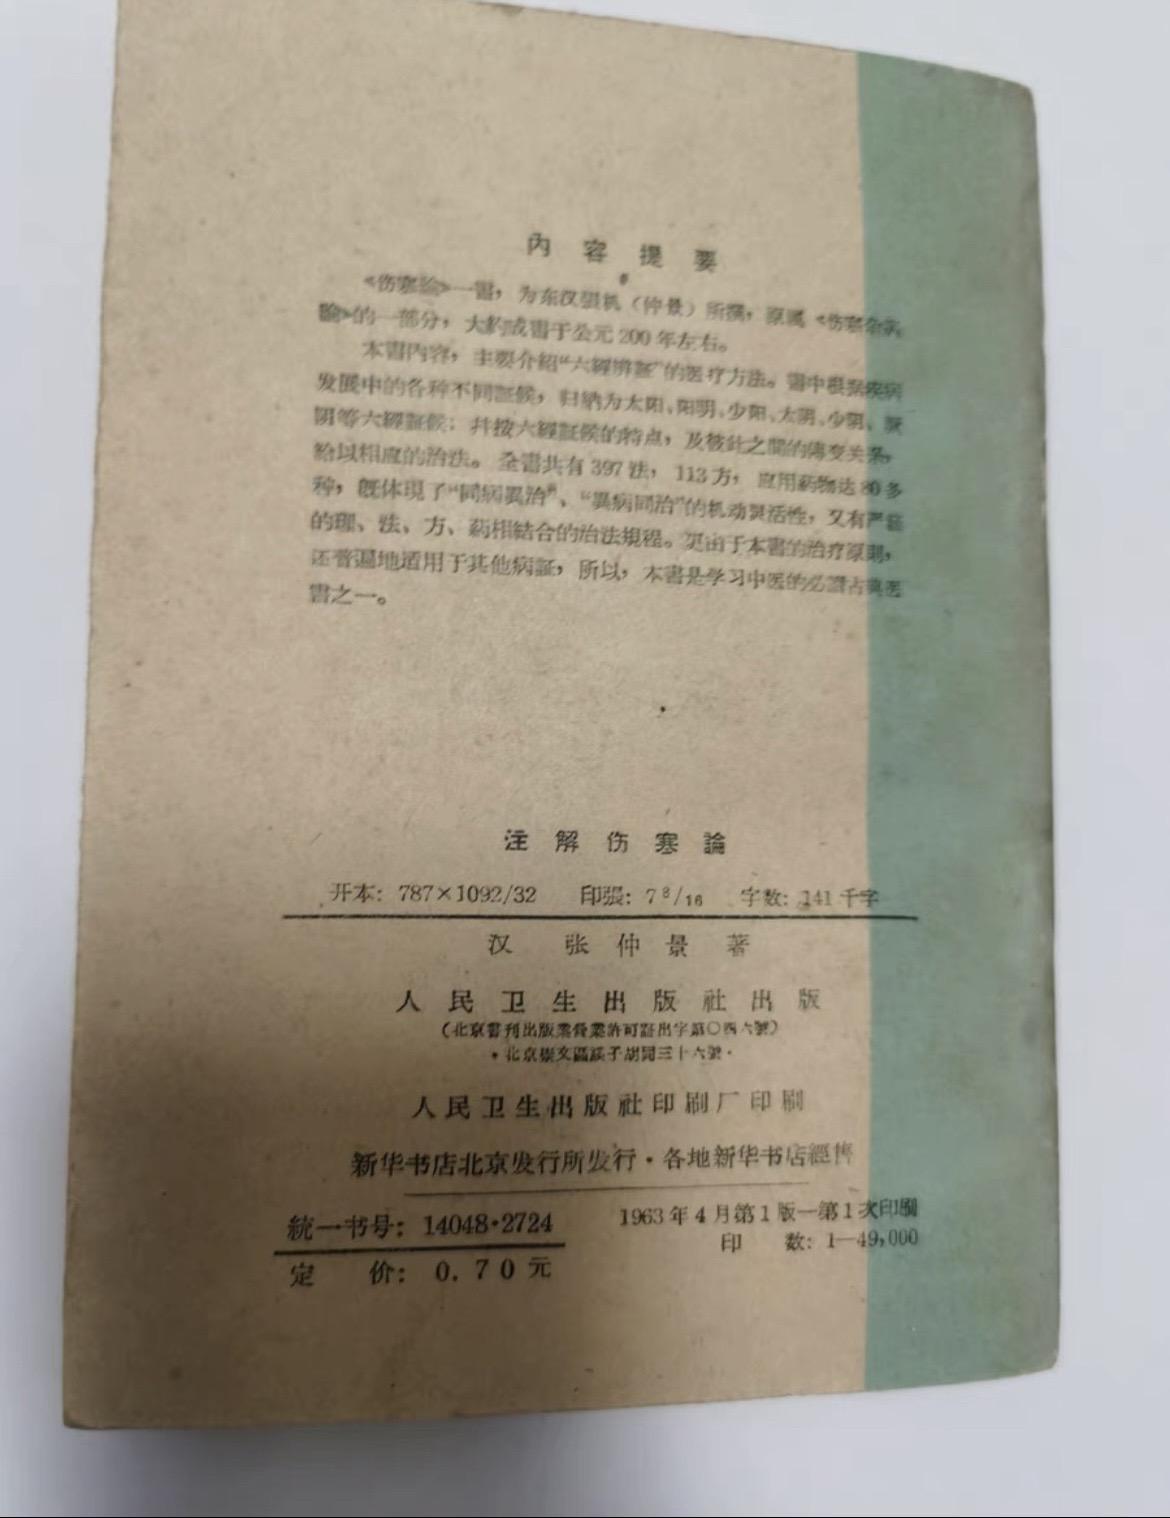 內容提要
《伤寒論》一書，为东汉張机（仲景）所撰，原属《伤寒杂病
論》的一部分，大約成書于公元200年左右。
本書内容，主要介紹“六經辨証”的医疗方法。書中根据疾病
发展中的各种不同証候，归納为太阳、阳明、少阳、太阴、少阴、厥
阴等六經証候；幷按六經証候的特点，及彼此之間的傳变关系，
給以相应的治法。全書共有397法，113方，应用葯物达80多
种，既体現了“同病異治”、“異病同治”的机动灵活性，又有严謹
的理、法、方、葯相結合的治法規程。更由于本書的治疗原則，
还普遍地适用于其他病証，所以，本書是学习中医的必讀古典医
書之一。
注解伤寒論
开本：787×1092/32 印張：7 8/16 字数：141千字
汉 张仲景 著
人民卫生出版社出版
（北京書刊出版業营業許可証出字第〇四六號）
·北京崇文區𦈎子胡同三十六號·
人民卫生出版社印刷厂印刷
新华书店北京发行所发行·各地新华书店經售
統一书号：14048·2724
定 价：0.70元
1963年4月第1版—第1次印刷
印 数：1—49,000